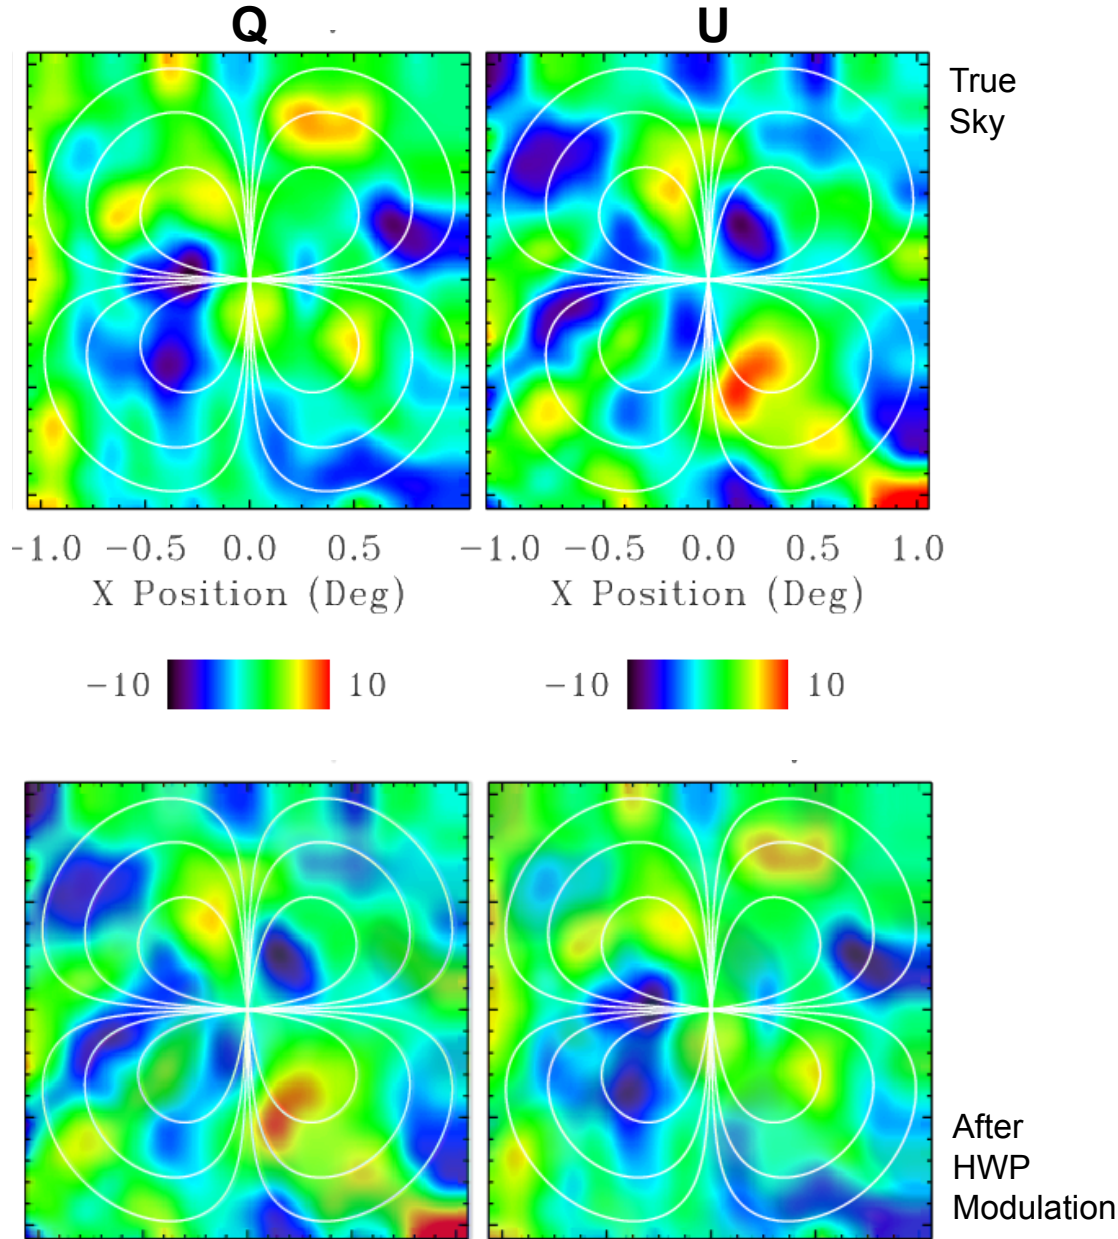 Q U
True
Sky
-1.0 -0.5 0.0 0.5 -1.0 -0.5 0.0 0.5 1.0
X Position (Deg) X Position (Deg)
-10 10 -10 10
After
HWP
Modulation